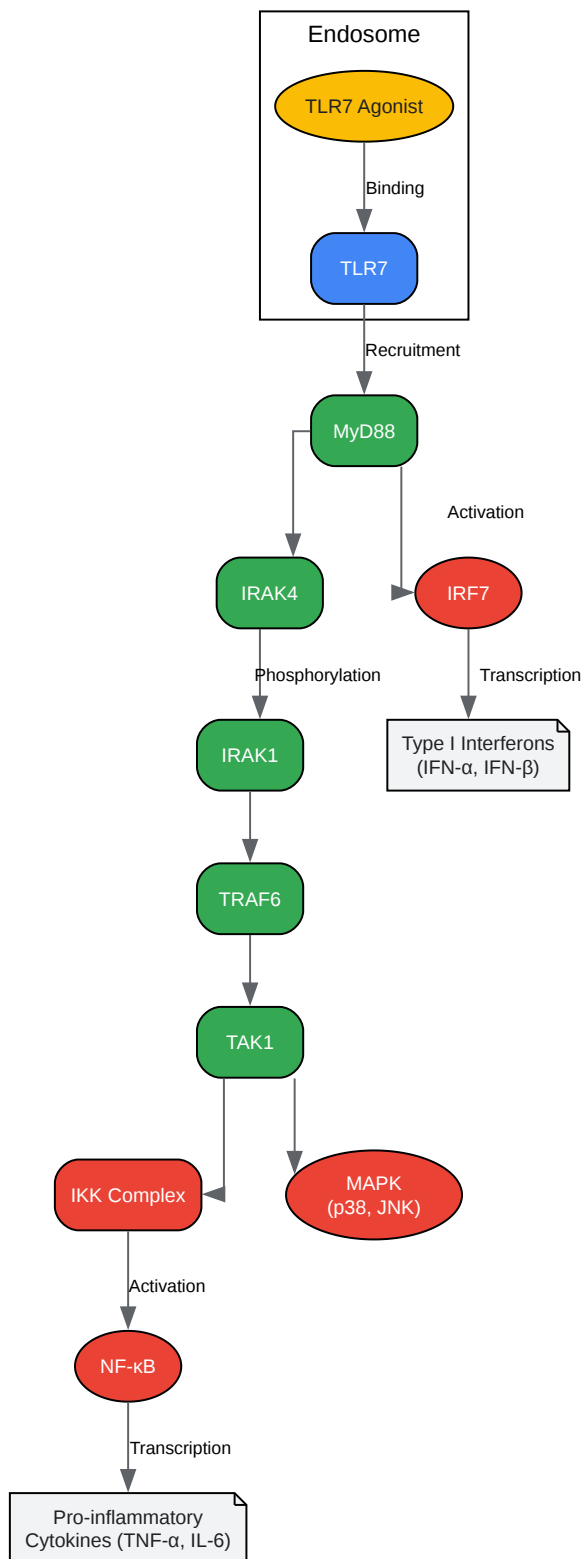 Endosome
TLR7 Agonist
Binding
TLR7
Recruitment
MyD88
Activation
IRAK4
IRF7
Phosphorylation
Transcription
IRAK1
Type I Interferons
(IFN-α, IFN-β)
TRAF6
TAK1
IKK Complex
MAPK
(p38, JNK)
Activation
NF-κB
Transcription
Pro-inflammatory
Cytokines (TNF-α, IL-6)